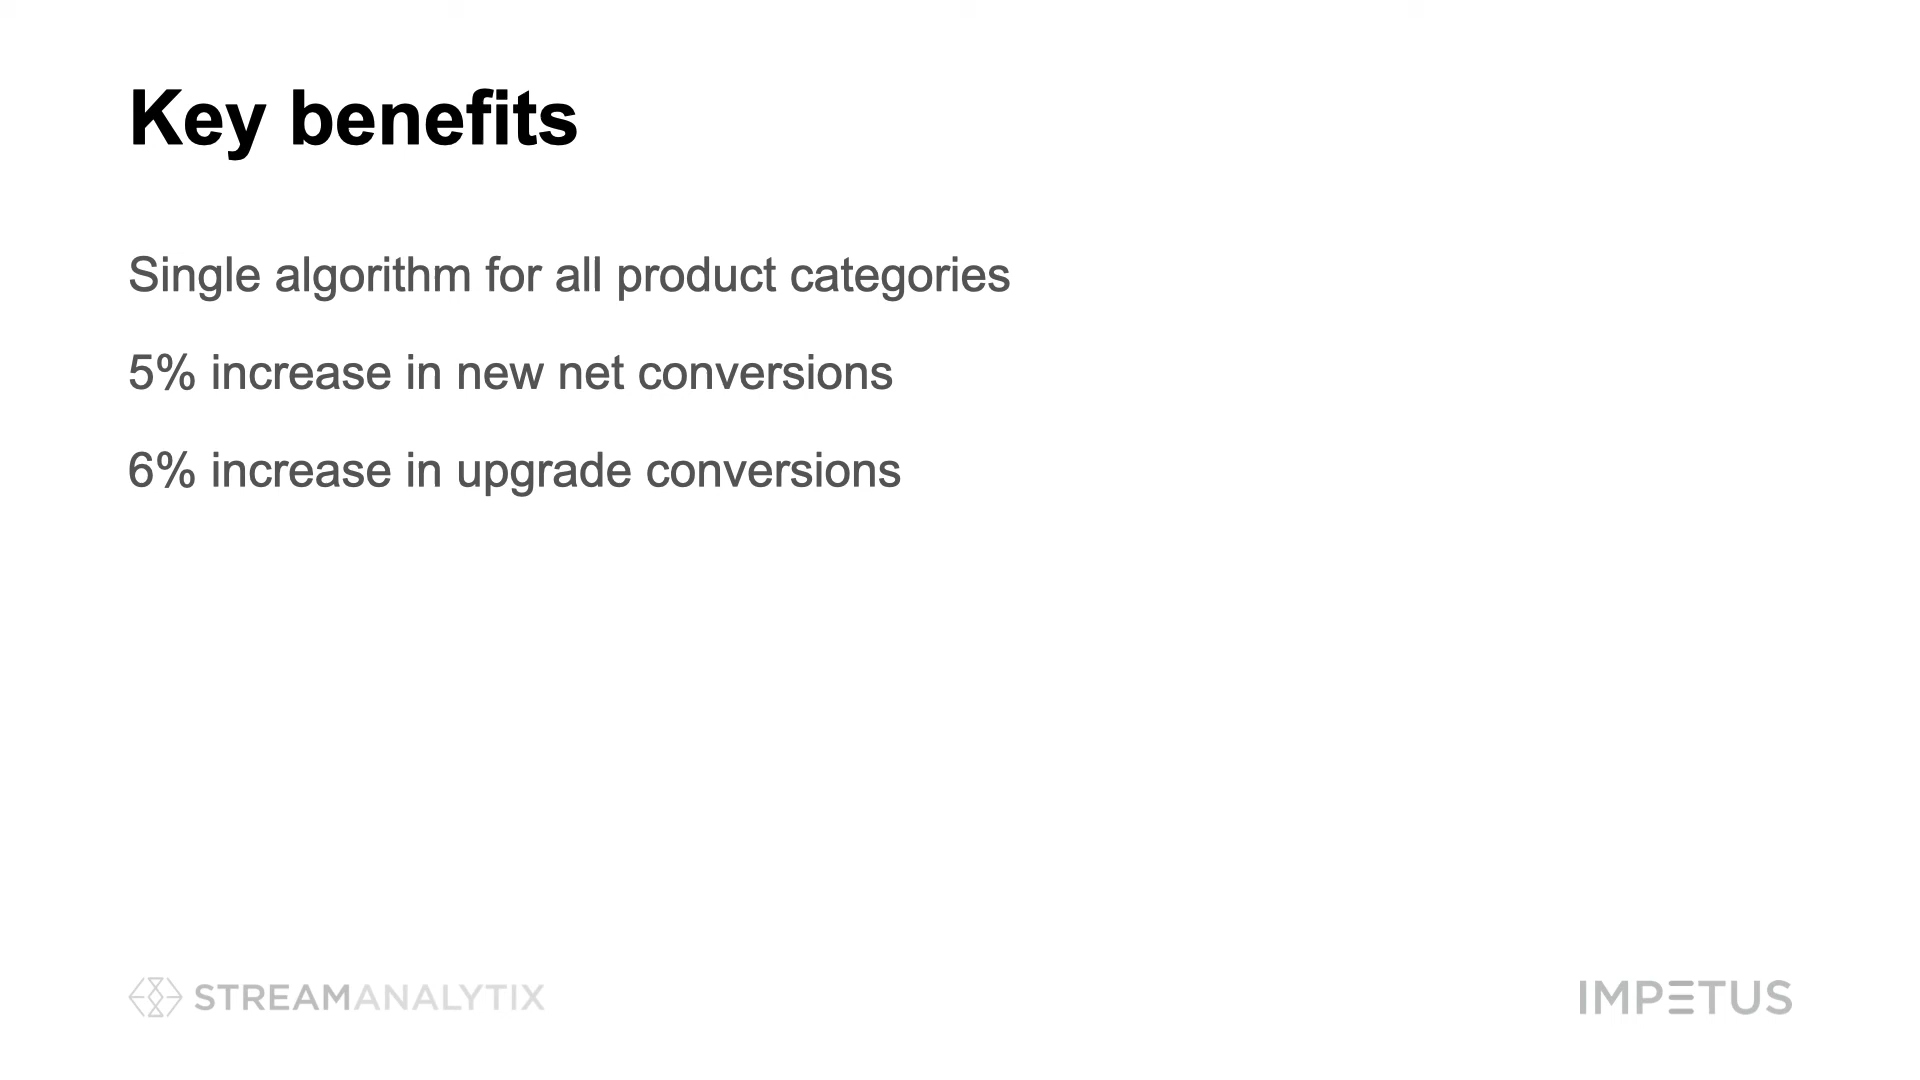 Key benefits
Single algorithm for all product categories
5% increase in new net conversions
6% increase in upgrade conversions
STREAMANALYTIX
IMPETUS